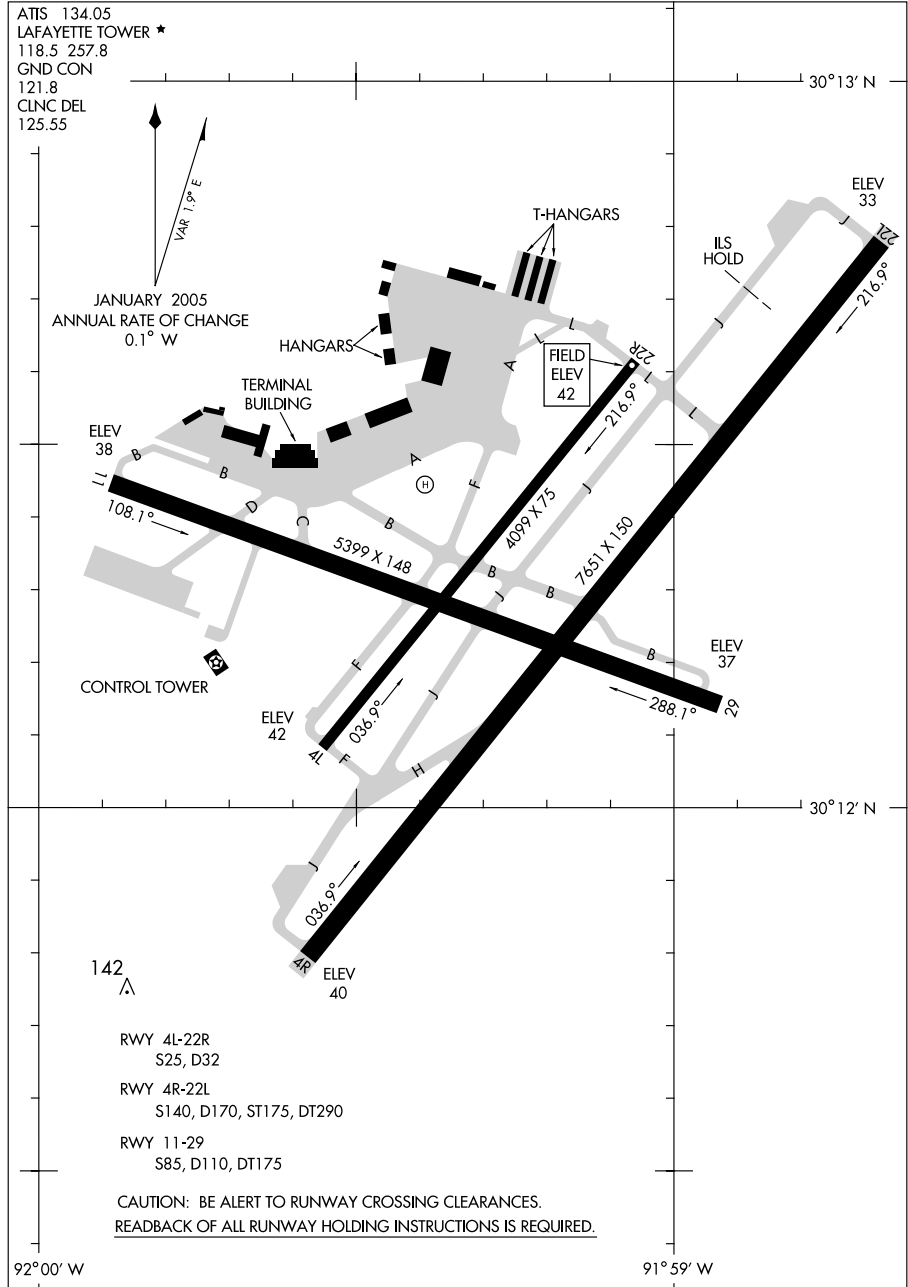 ATIS 134.05
LAFAYETTE TOWER ★
118.5 257.8
GND CON
121.8
CLNC DEL
125.55
30°13' N
VAR 1.9° E
JANUARY 2005
ANNUAL RATE OF CHANGE
0.1° W
ELEV
33
22L
216.9°
J
T-HANGARS
ILS
HOLD
J
HANGARS
A
L
L
22R
FIELD
ELEV
42
216.9°
L
L
TERMINAL
BUILDING
ELEV
38
B
11
108.1°
B
D
C
A
H
F
B
4099 X 75
J
5399 X 148
7651 X 150
B
J
B
B
ELEV
37
29
288.1°
CONTROL TOWER
F
J
ELEV
42
4L
036.9°
F
H
30°12' N
J
036.9°
4R
ELEV
40
142
RWY 4L-22R
S25, D32
RWY 4R-22L
S140, D170, ST175, DT290
RWY 11-29
S85, D110, DT175
CAUTION: BE ALERT TO RUNWAY CROSSING CLEARANCES.
READBACK OF ALL RUNWAY HOLDING INSTRUCTIONS IS REQUIRED.
92°00' W
91°59' W